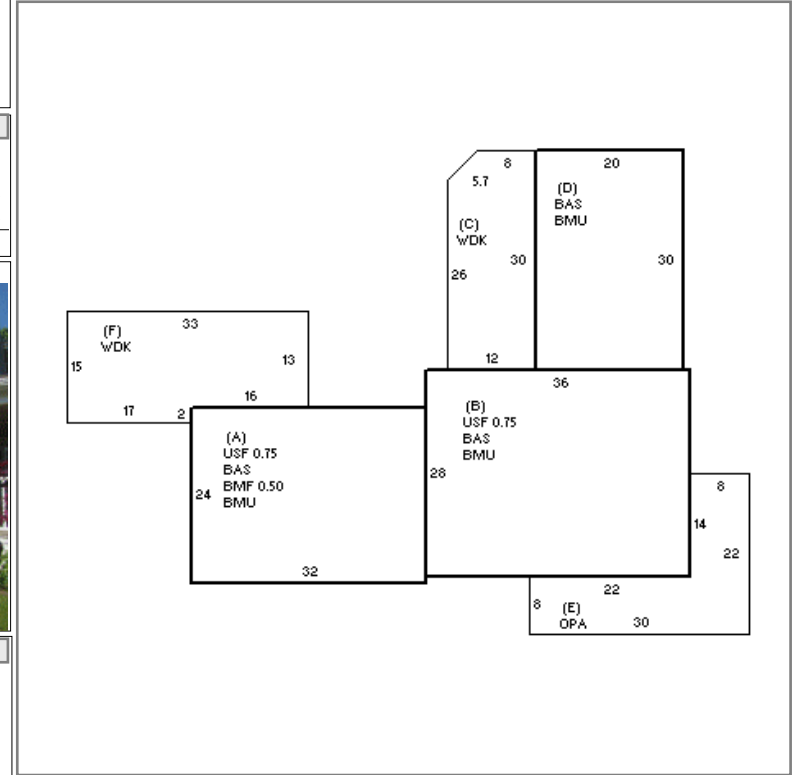 8
20
5.7
(D)
BAS
BMU
(C)
WDK
30
30
26
12
33
(F)
WDK
13
15
16
17
2
36
(B)
USF 0.75
BAS
BMU
(A)
USF 0.75
BAS
BMF 0.50
BMU
28
24
8
14
22
32
22
8
(E)
OPA
30